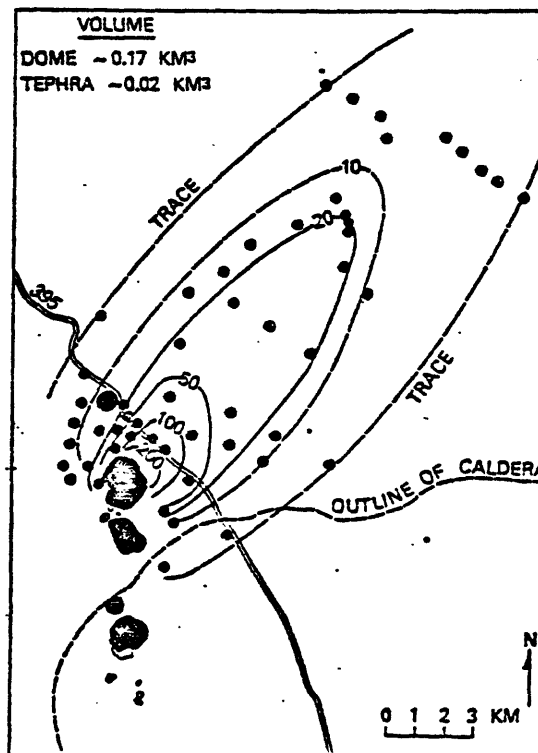 VOLUME
DOME ~0.17 KM³
TEPHRA ~0.02 KM³
TRACE
10
20
395
50
100
200
TRACE
OUTLINE OF CALDERA
N
0 1 2 3 KM